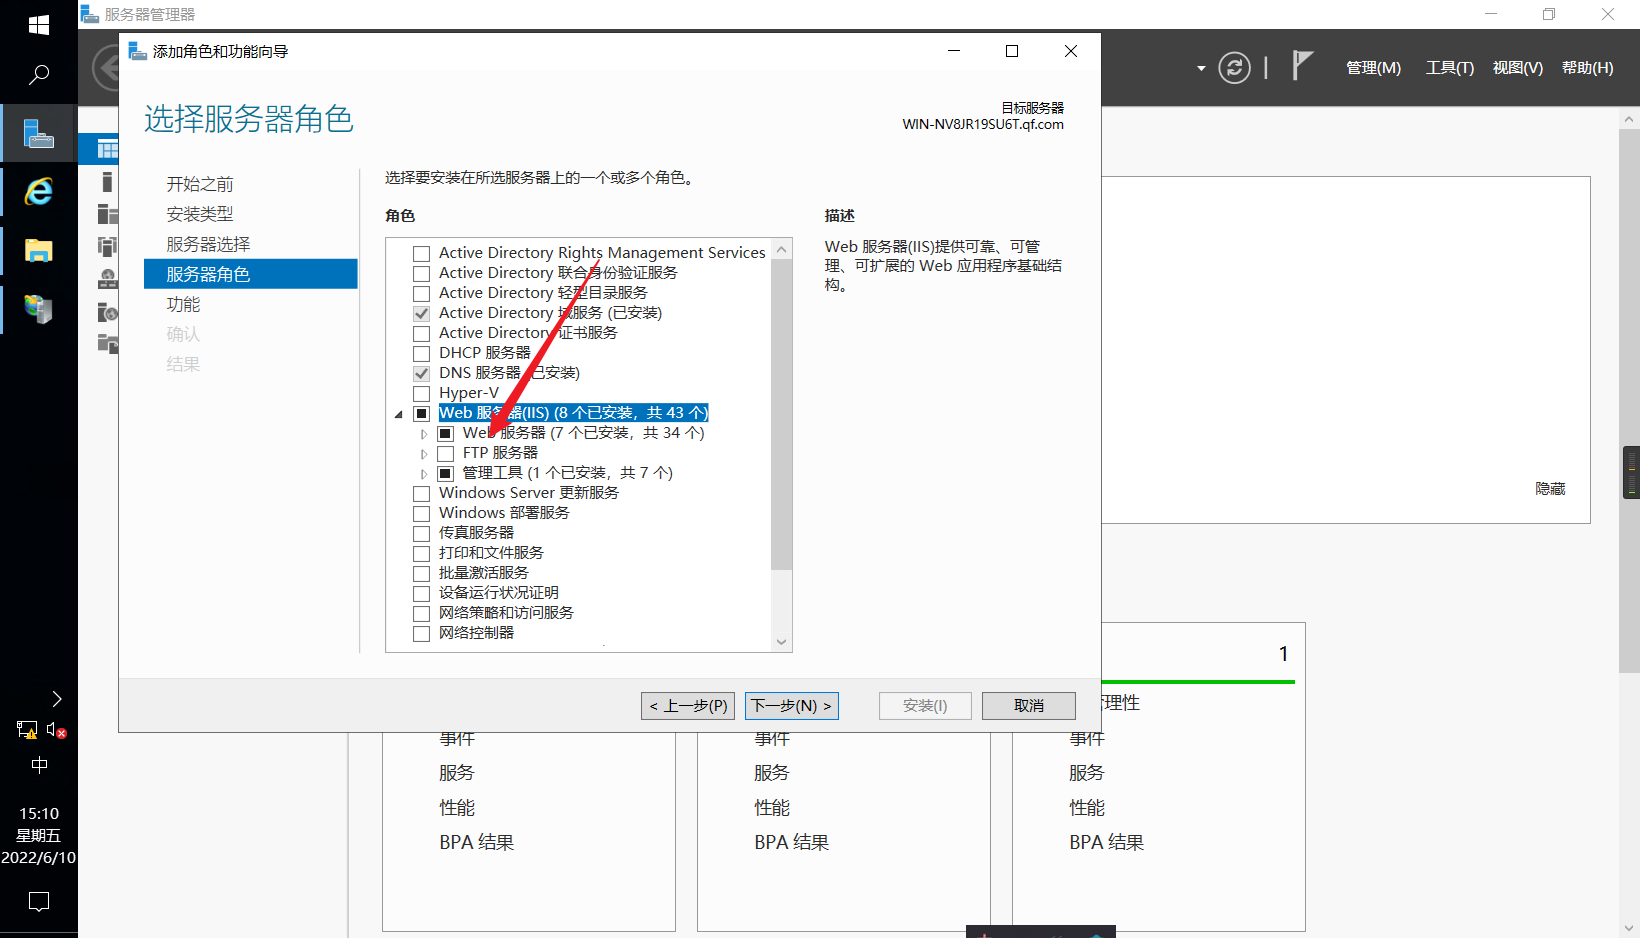 服务器管理器
管理(M) 工具(T) 视图(V) 帮助(H)
添加角色和功能向导
选择服务器角色
目标服务器
WIN-NV8JR19SU6T.qf.com
开始之前
安装类型
服务器选择
服务器角色
功能
确认
结果
选择要安装在所选服务器上的一个或多个角色。
角色
Active Directory Rights Management Services
Active Directory 联合身份验证服务
Active Directory 轻型目录服务
Active Directory 域服务 (已安装)
Active Directory 证书服务
DHCP 服务器
DNS 服务器 (已安装)
Hyper-V
Web 服务器(IIS) (8 个已安装，共 43 个)
Web 服务器 (7 个已安装，共 34 个)
FTP 服务器
管理工具 (1 个已安装，共 7 个)
Windows Server 更新服务
Windows 部署服务
传真服务器
打印和文件服务
批量激活服务
设备运行状况证明
网络策略和访问服务
网络控制器
描述
Web 服务器(IIS)提供可靠、可管
理、可扩展的 Web 应用程序基础结
构。
< 上一步(P) 下一步(N) > 安装(I) 取消
隐藏
1
理性
事件
服务
性能
BPA 结果
事件
服务
性能
BPA 结果
事件
服务
性能
BPA 结果
中
15:10
星期五
2022/6/10